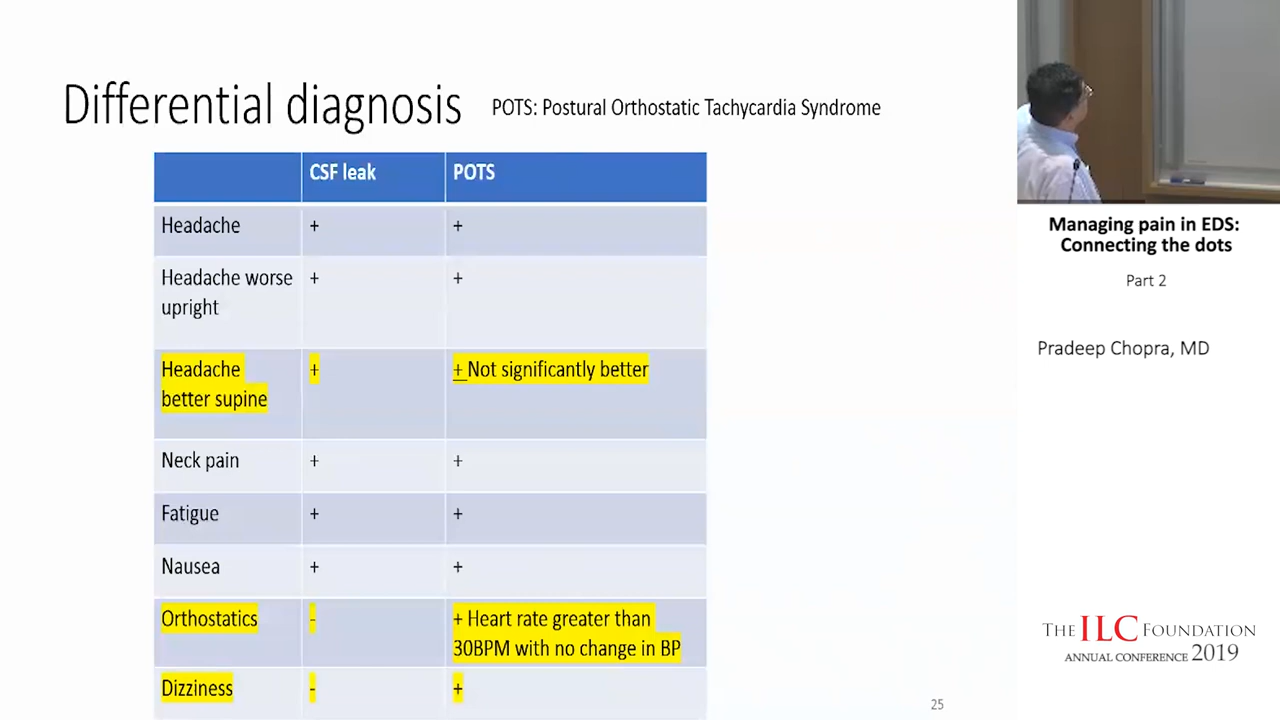 Differential diagnosis POTS: Postural Orthostatic Tachycardia Syndrome
CSF leak POTS
Headache + +
Headache worse + +
upright
Headache + + Not significantly better
better supine
Neck pain + +
Fatigue + +
Nausea + +
Orthostatics - + Heart rate greater than
30BPM with no change in BP
Dizziness - +
25
Managing pain in EDS:
Connecting the dots
Part 2
Pradeep Chopra, MD
THE ILC FOUNDATION
ANNUAL CONFERENCE 2019